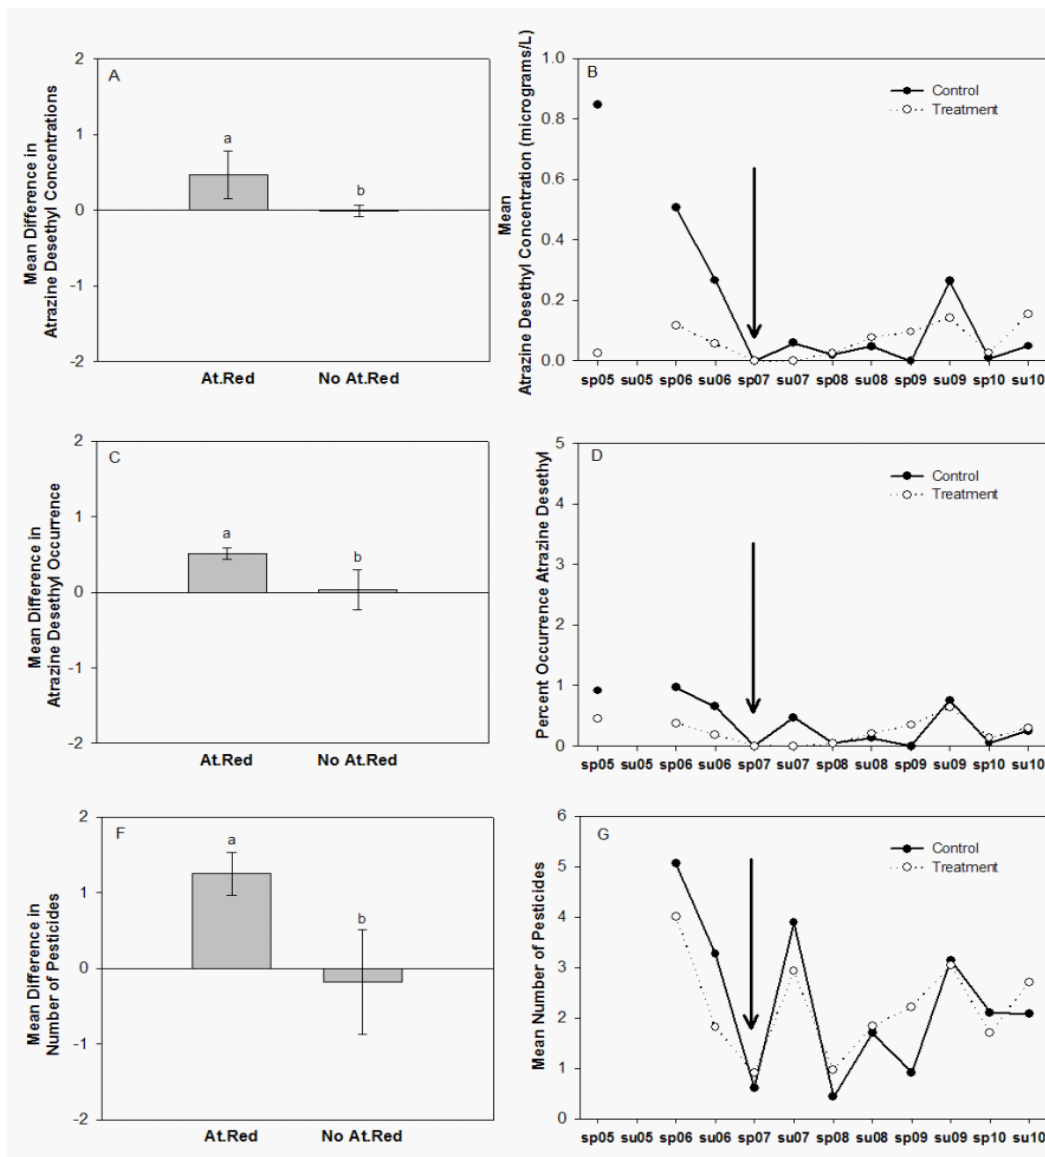 A
Mean Difference in
Atrazine Desethyl Concentrations
2
1
0
-1
-2
a
b
At.Red No At.Red
B
Mean
Atrazine Desethyl Concentration (micrograms/L)
1.0
0.8
0.6
0.4
0.2
0.0
Control
Treatment
sp05 su05 sp06 su06 sp07 su07 sp08 su08 sp09 su09 sp10 su10
C
Mean Difference in
Atrazine Desethyl Occurrence
2
1
0
-1
-2
a
b
At.Red No At.Red
D
Percent Occurrence Atrazine Desethyl
5
4
3
2
1
0
Control
Treatment
sp05 su05 sp06 su06 sp07 su07 sp08 su08 sp09 su09 sp10 su10
F
Mean Difference in
Number of Pesticides
2
1
0
-1
-2
a
b
At.Red No At.Red
G
Mean Number of Pesticides
6
5
4
3
2
1
0
Control
Treatment
sp05 su05 sp06 su06 sp07 su07 sp08 su08 sp09 su09 sp10 su10